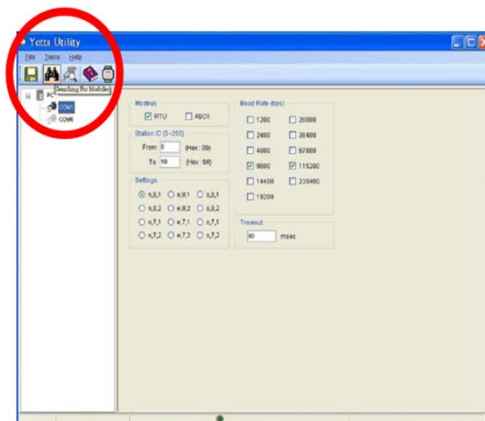 Yotta Utility
File Tools Help
Searching For Modules
PC
COM1
COM6
Modbus
RTU
ASCII
Station ID (0~255)
From 0 (Hex: 00)
To 10 (Hex: 0A)
Settings
n,8,1 e,8,1 o,8,1
n,8,2 e,8,2 o,8,2
n,7,1 e,7,1 o,7,1
n,7,2 e,7,2 o,7,2
Baud Rate (bps)
1200 28800
2400 38400
4800 57600
9600 115200
14400 230400
19200
Timeout
msec